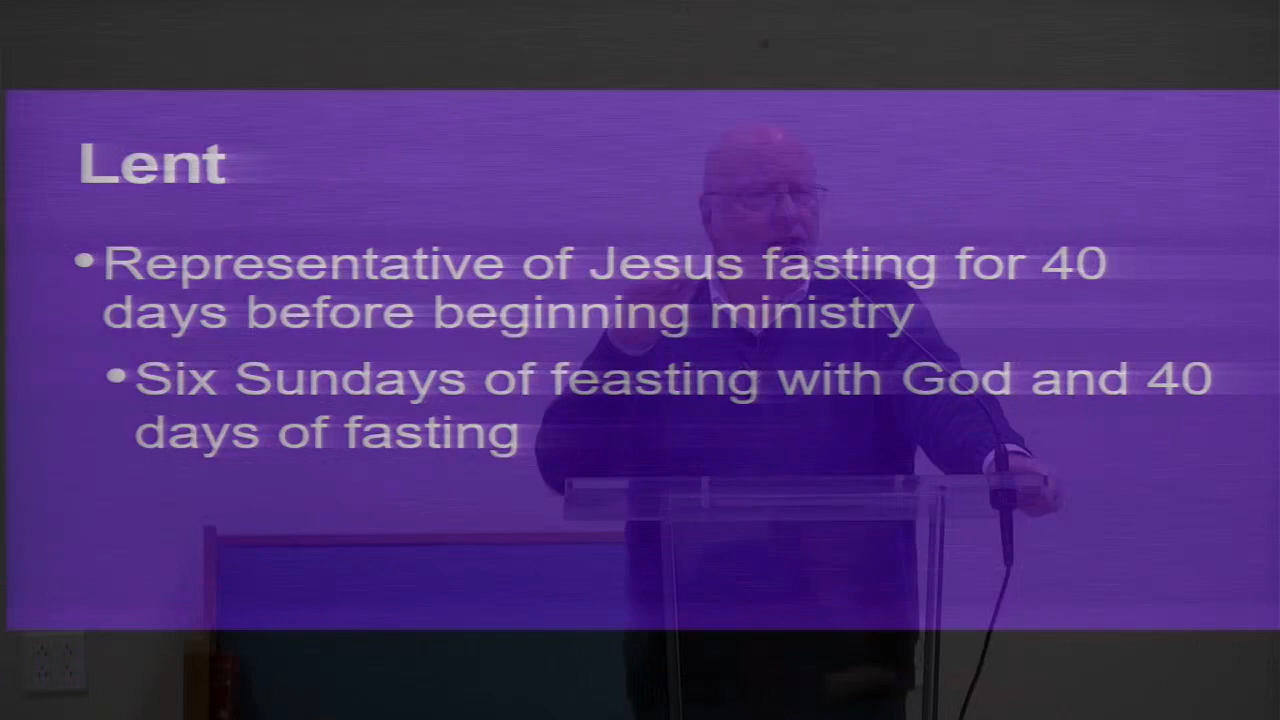 Lent
•Representative of Jesus fasting for 40
days before beginning ministry
•Six Sundays of feasting with God and 40
days of fasting